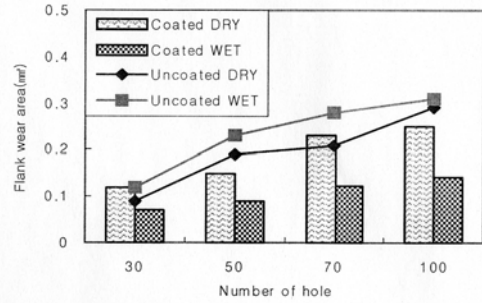 0.5
0.4
0.3
0.2
0.1
0
Flank wear area(㎟)
Coated DRY
Coated WET
Uncoated DRY
Uncoated WET
30 50 70 100
Number of hole